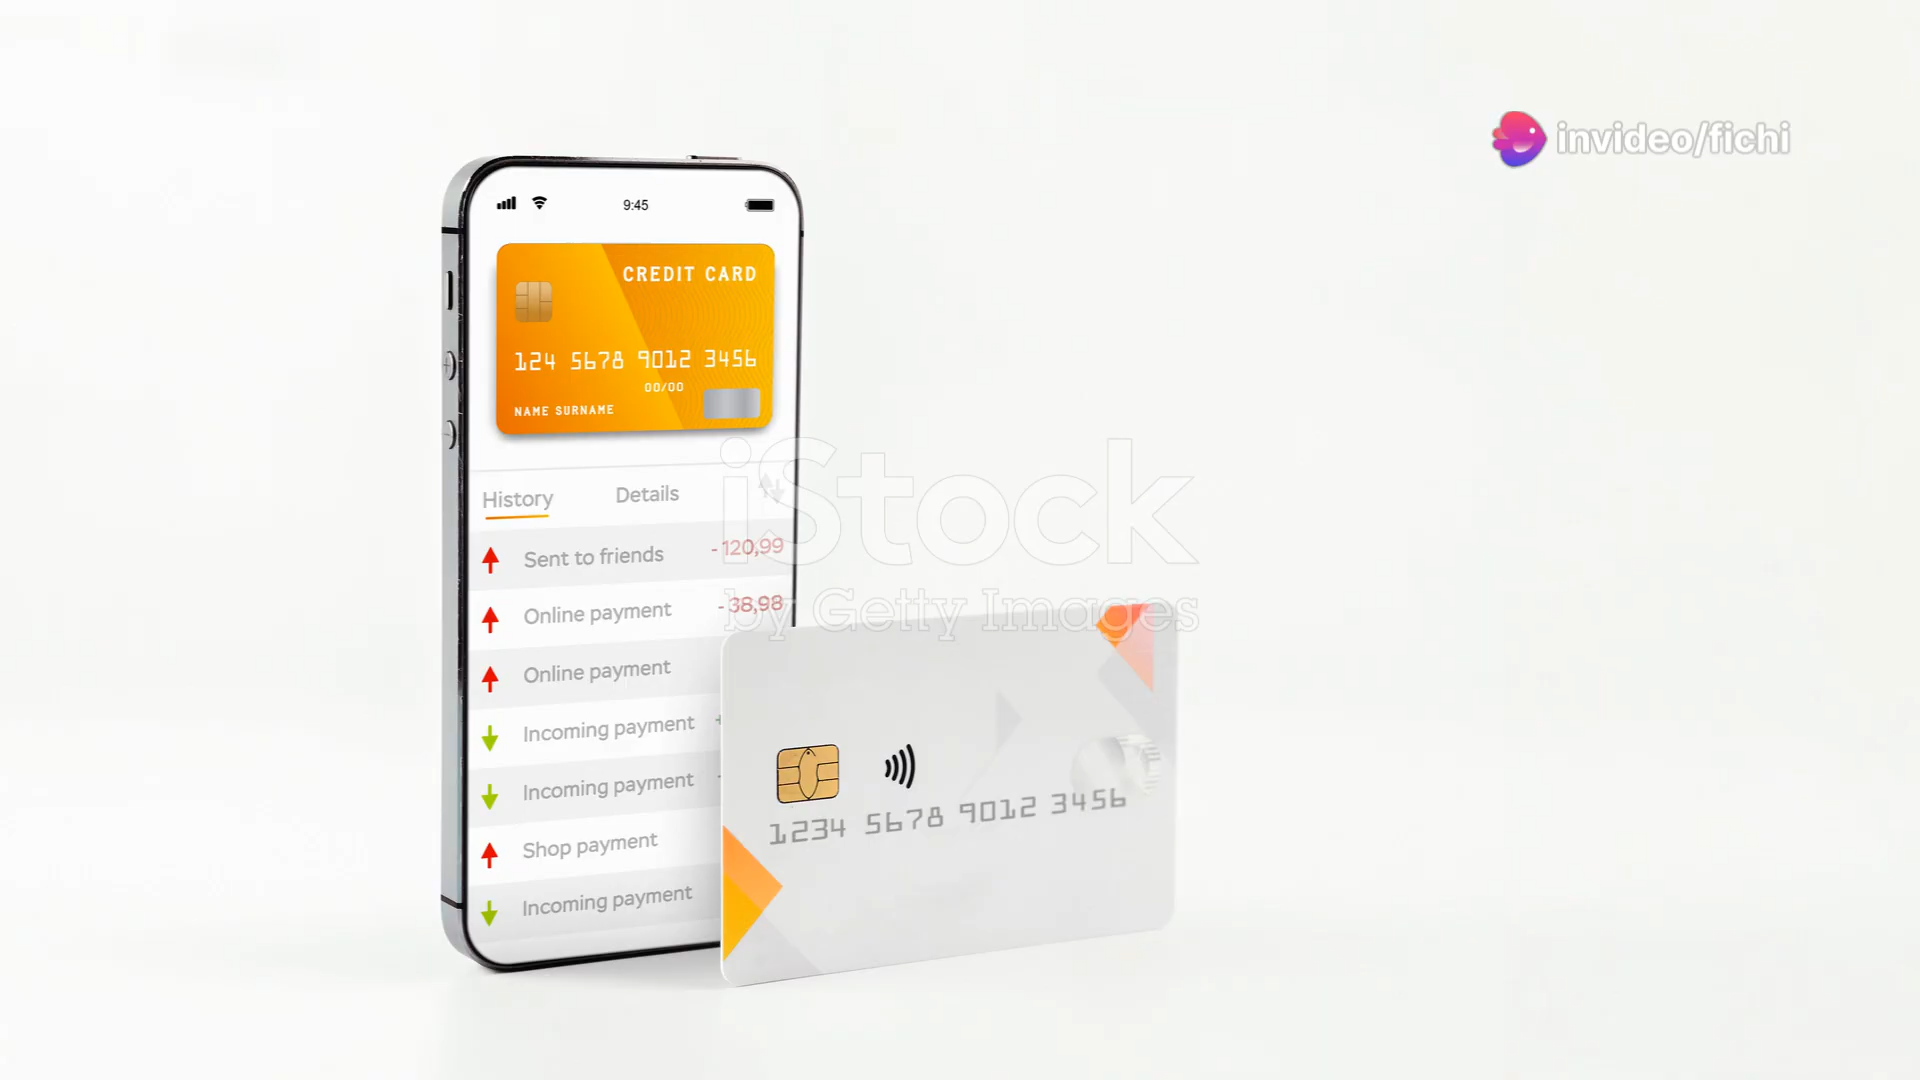 invideo/fichi
9:45
CREDIT CARD
124 5678 9012 3456
00/00
NAME SURNAME
History Details
Sent to friends - 120,99
Online payment - 38,98
Online payment
Incoming payment +
Incoming payment -
Shop payment
Incoming payment
iStock
by Getty Images
1234 5678 9012 3456